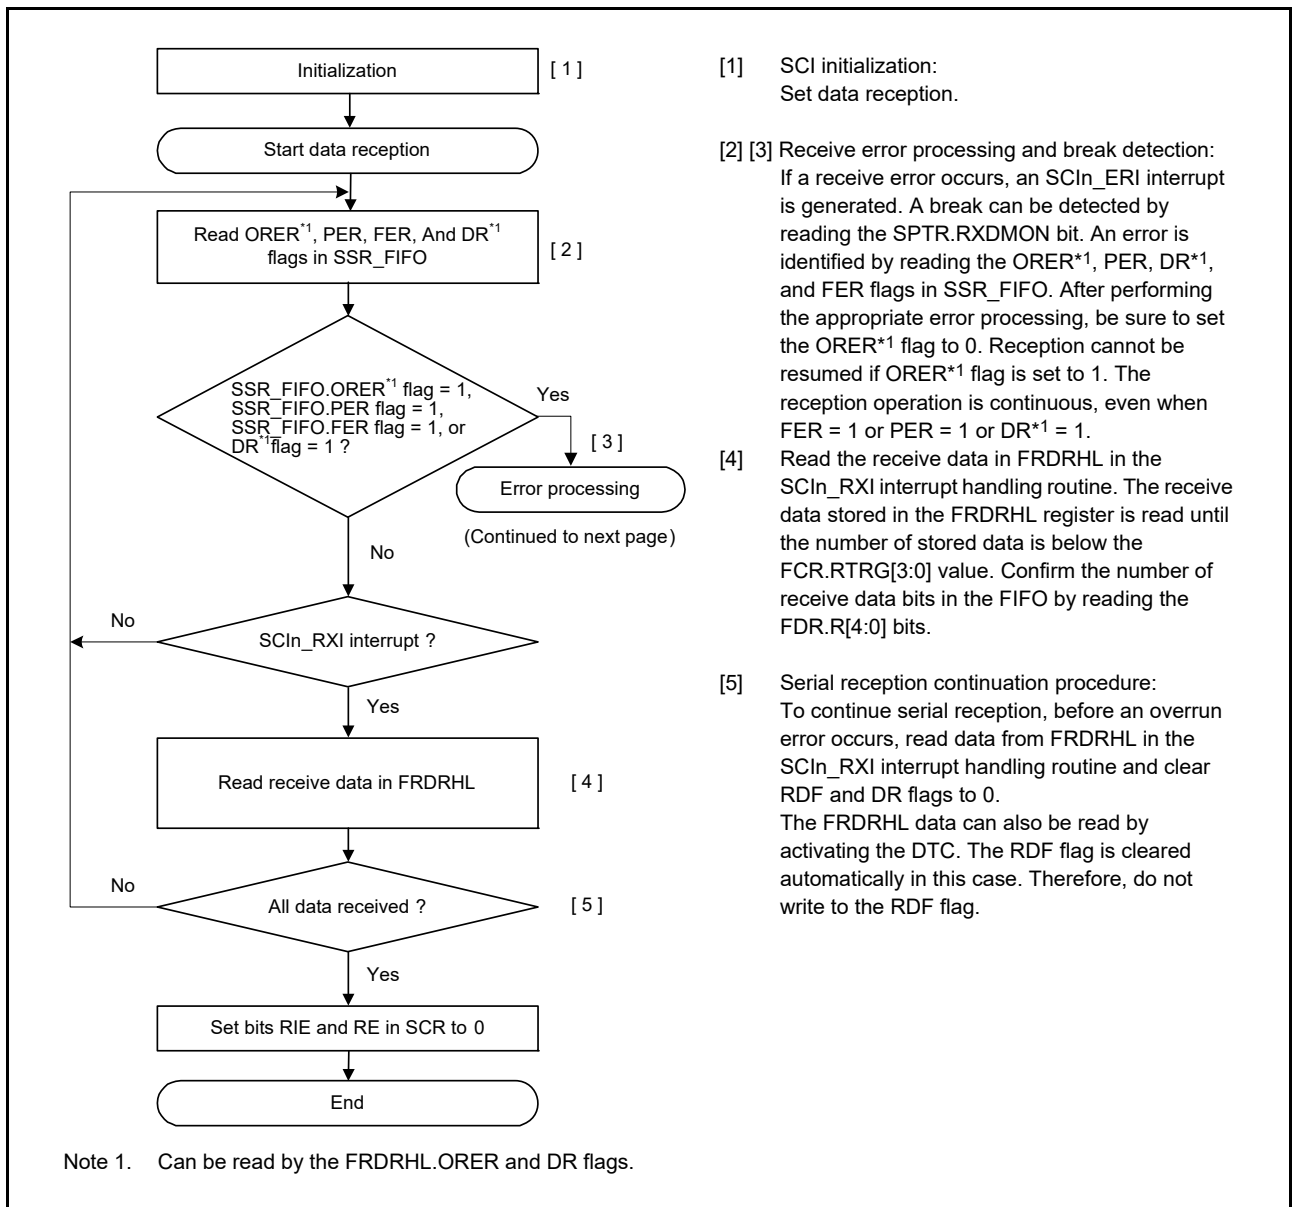 Initialization
[ 1 ]
Start data reception
Read ORER*1, PER, FER, And DR*1
flags in SSR_FIFO
[ 2 ]
SSR_FIFO.ORER*1 flag = 1,
SSR_FIFO.PER flag = 1,
SSR_FIFO.FER flag = 1, or
DR*1flag = 1 ?
Yes
[ 3 ]
Error processing
(Continued to next page)
No
SCIn_RXI interrupt ?
No
Yes
Read receive data in FRDRHL
[ 4 ]
All data received ?
[ 5 ]
No
Yes
Set bits RIE and RE in SCR to 0
End
[1] SCI initialization:
Set data reception.
[2] [3] Receive error processing and break detection:
If a receive error occurs, an SCIn_ERI interrupt
is generated. A break can be detected by
reading the SPTR.RXDMON bit. An error is
identified by reading the ORER*1, PER, DR*1,
and FER flags in SSR_FIFO. After performing
the appropriate error processing, be sure to set
the ORER*1 flag to 0. Reception cannot be
resumed if ORER*1 flag is set to 1. The
reception operation is continuous, even when
FER = 1 or PER = 1 or DR*1 = 1.
[4] Read the receive data in FRDRHL in the
SCIn_RXI interrupt handling routine. The receive
data stored in the FRDRHL register is read until
the number of stored data is below the
FCR.RTRG[3:0] value. Confirm the number of
receive data bits in the FIFO by reading the
FDR.R[4:0] bits.
[5] Serial reception continuation procedure:
To continue serial reception, before an overrun
error occurs, read data from FRDRHL in the
SCIn_RXI interrupt handling routine and clear
RDF and DR flags to 0.
The FRDRHL data can also be read by
activating the DTC. The RDF flag is cleared
automatically in this case. Therefore, do not
write to the RDF flag.
Note 1. Can be read by the FRDRHL.ORER and DR flags.